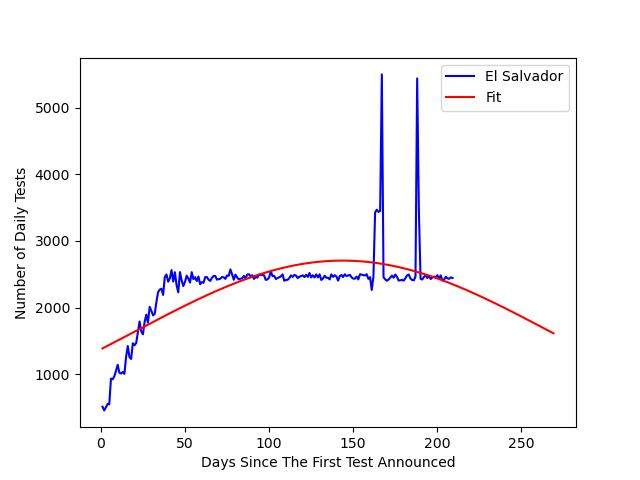 El Salvador
Fit
5000
4000
3000
2000
1000
Number of Daily Tests
0
50
100
150
200
250
Days Since The First Test Announced